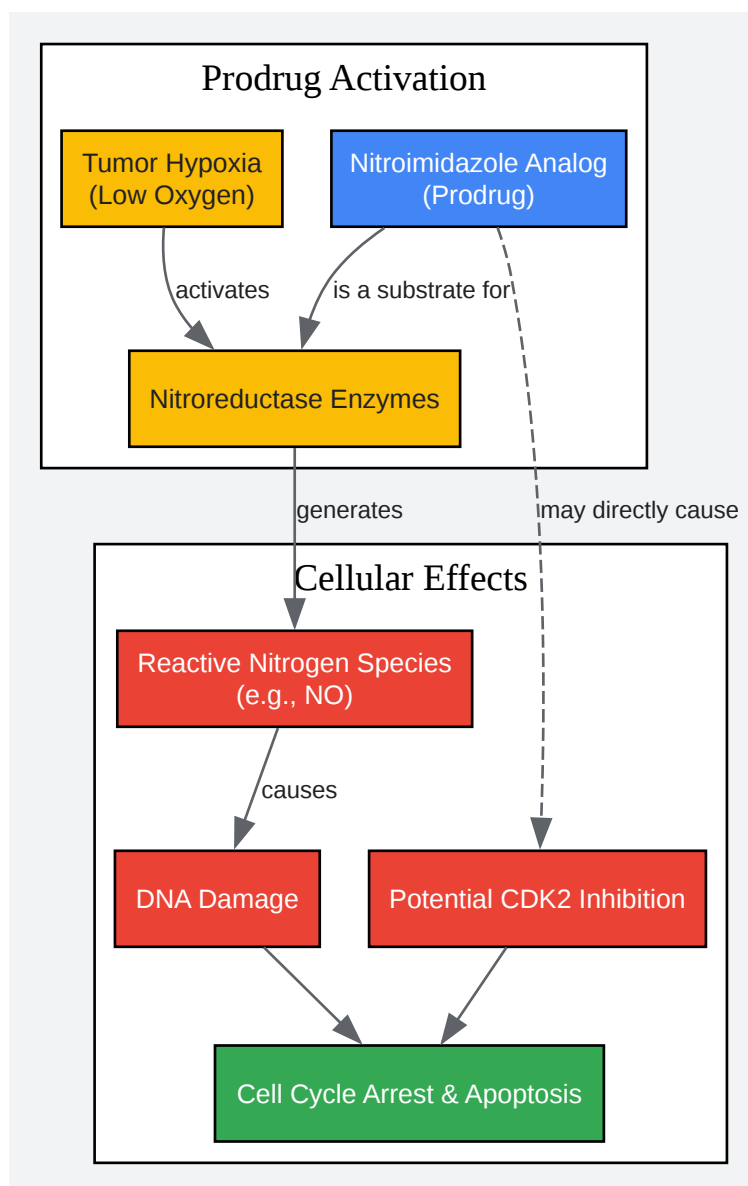 Prodrug Activation
Tumor Hypoxia
(Low Oxygen)
Nitroimidazole Analog
(Prodrug)
activates
is a substrate for
Nitroreductase Enzymes
generates
may directly cause
Cellular Effects
Reactive Nitrogen Species
(e.g., NO)
causes
DNA Damage
Potential CDK2 Inhibition
Cell Cycle Arrest & Apoptosis